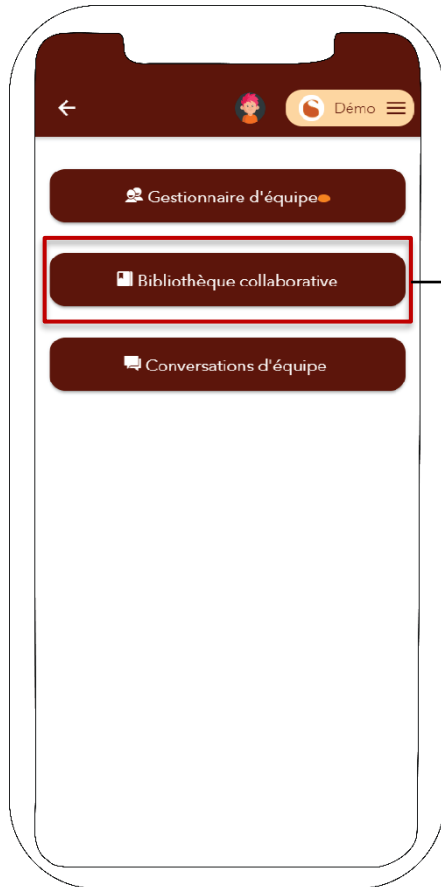 Démo
Gestionnaire d'équipe
Bibliothèque collaborative
Conversations d'équipe